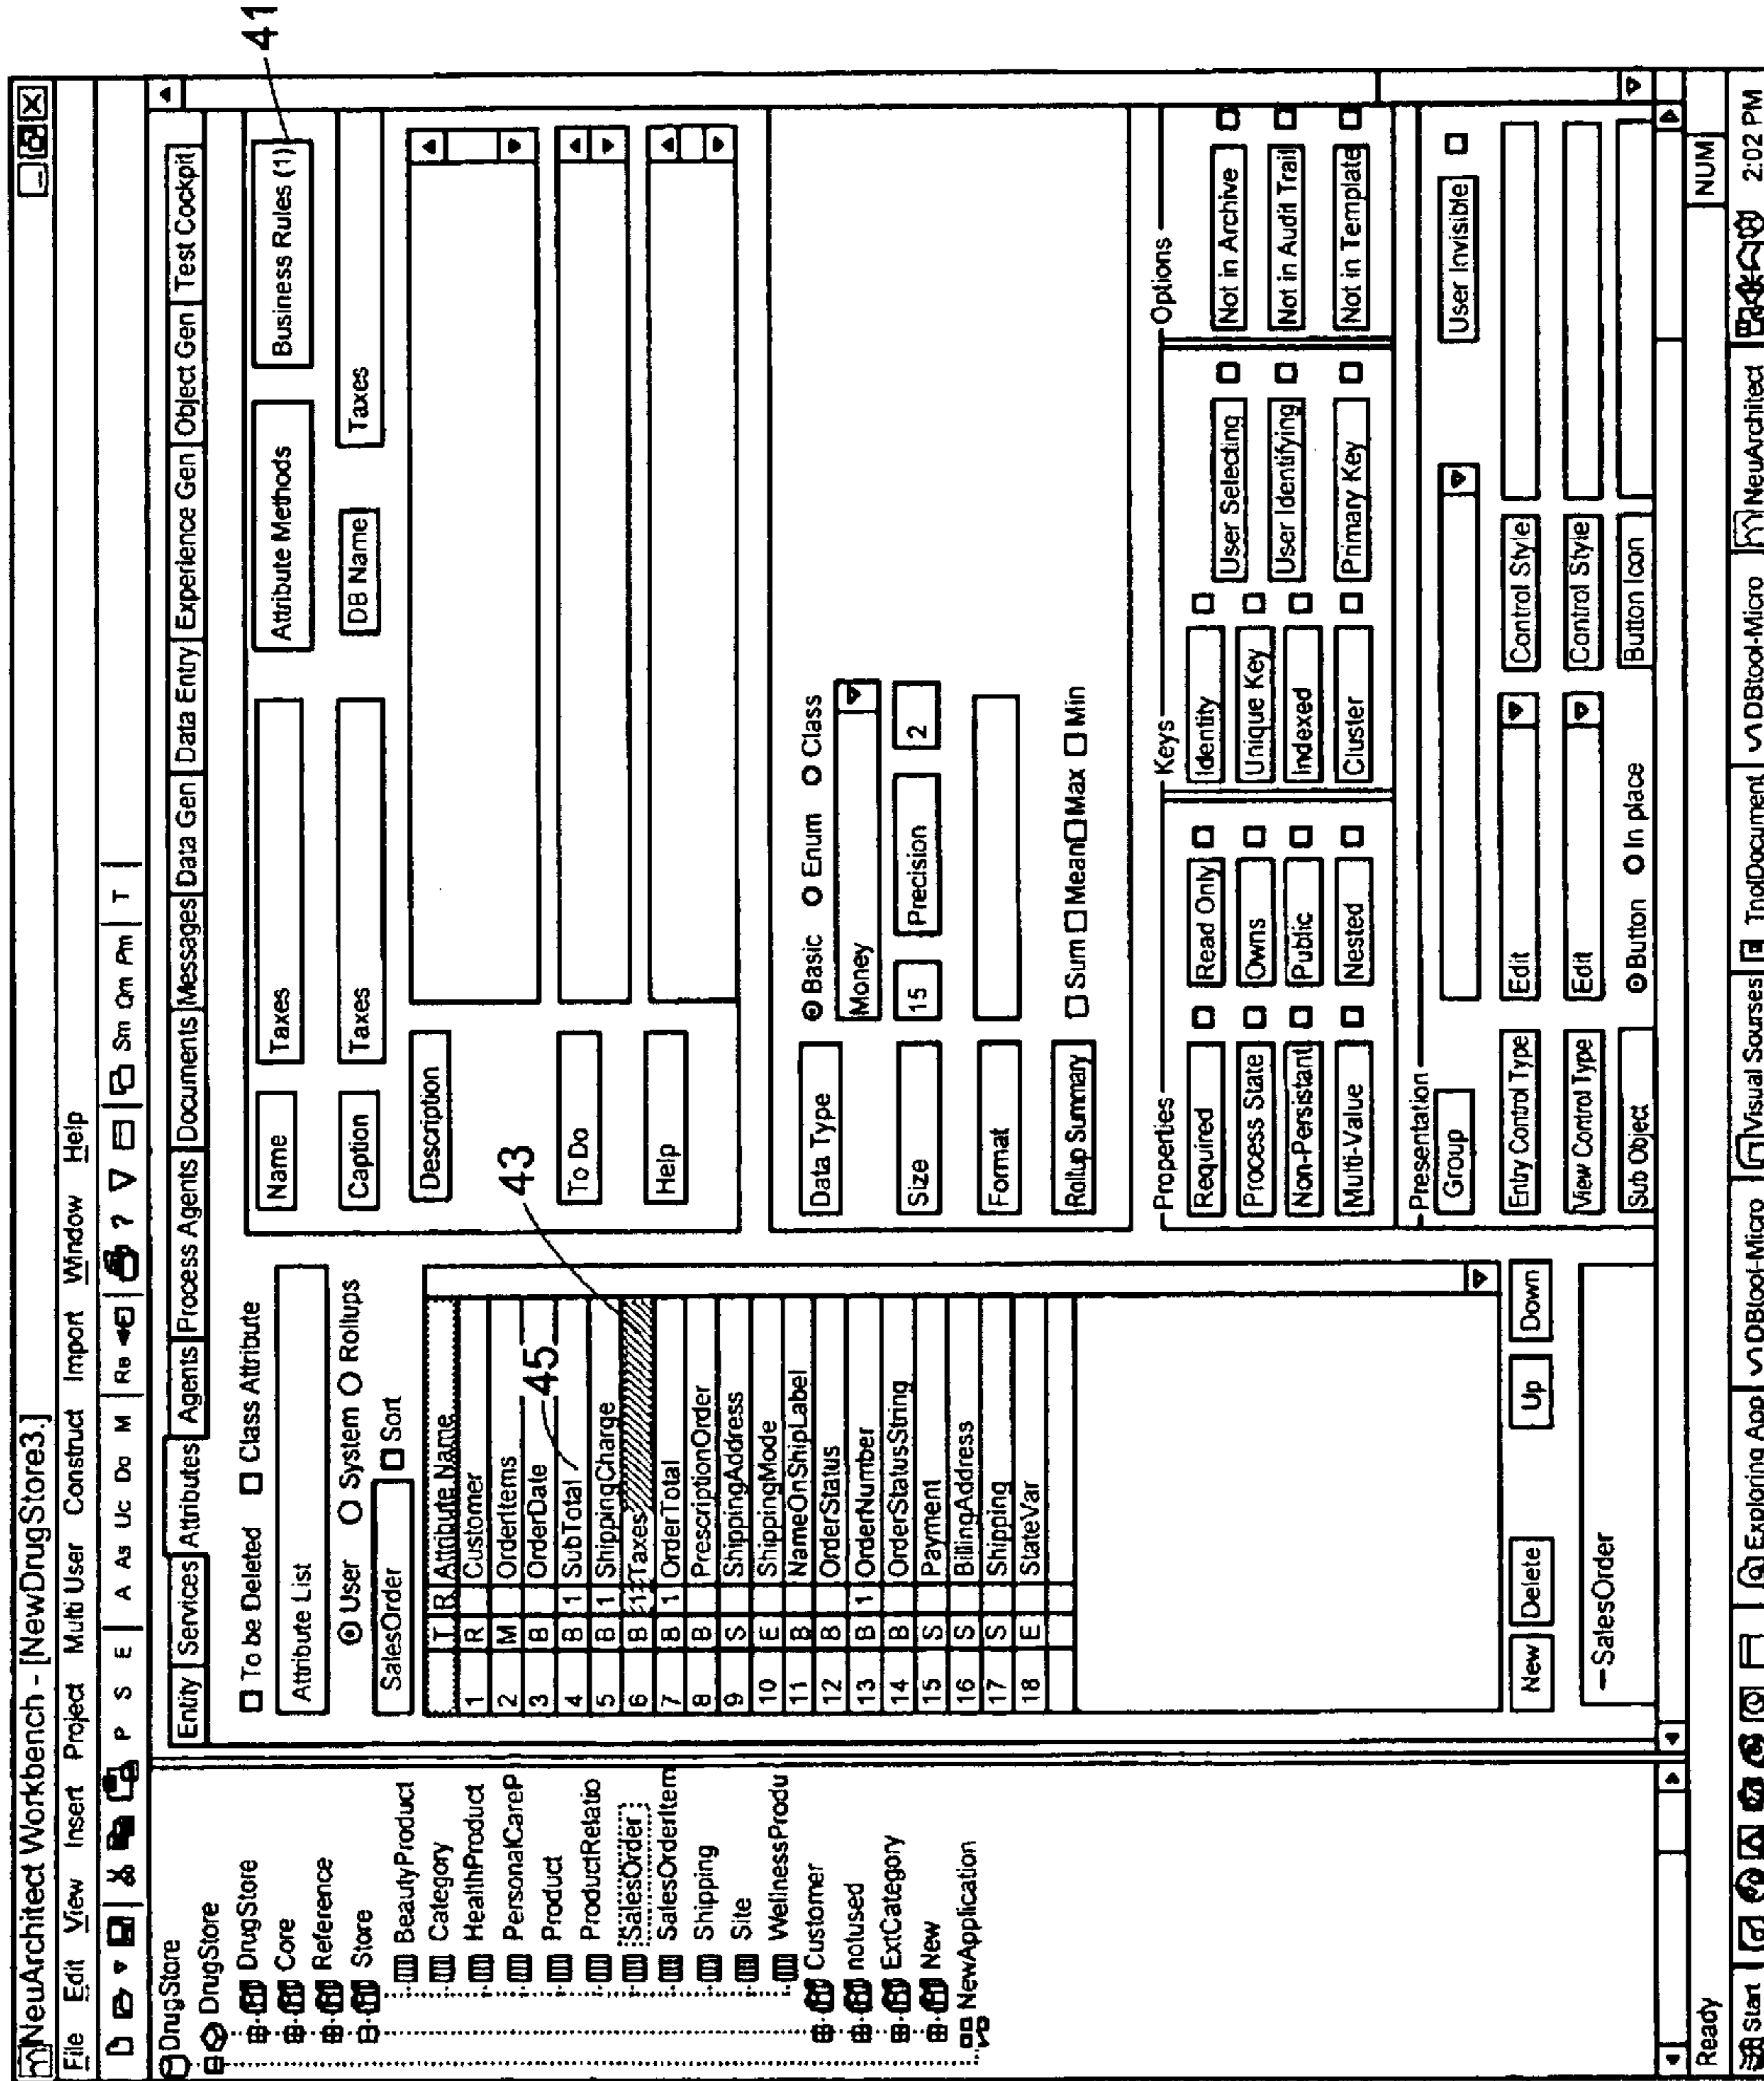 NeuArchitect Workbench - [NewDrugStore3.]
File Edit View Insert Project Multi User Construct Import Window Help
P S E A As Uc Do M Re ? Sm Qm Pm T
DrugStore
DrugStore
DrugStore
Core
Reference
Store
BeautyProduct
Category
HealthProduct
PersonalCareP
Product
ProductRelatio
SalesOrder
SalesOrderItem
Shipping
Site
WellnessProdu
Customer
notused
ExtCategory
New
NewApplication
Entity Services Attributes Agents Process Agents Documents Messages Data Gen Data Entry Experience Gen Object Gen Test Cockpit
To be Deleted Class Attribute
Attribute List
User System Rollups
SalesOrder Sort
T R Attribute Name
1 R Customer
2 M OrderItems
3 B OrderDate
4 B 1 SubTotal
5 B 1 ShippingCharge
6 B 1 Taxes
7 B 1 OrderTotal
8 B PrescriptionOrder
9 S ShippingAddress
10 E ShippingMode
11 B NameOnShipLabel
12 B OrderStatus
13 B 1 OrderNumber
14 B OrderStatusString
15 S Payment
16 S BillingAddress
17 S Shipping
18 E StateVar
New Delete Up Down
SalesOrder
45
43
41
Name Taxes Attribute Methods Business Rules (1)
Caption Taxes DB Name Taxes
Description
To Do
Help
Data Type Basic Enum Class
Money
Size 15 Precision 2
Format
Rollup Summary Sum Mean Max Min
Properties Keys Options
Required Read Only Identity User Selecting Not in Archive
Process State Owns Unique Key User Identifying Not in Audit Trail
Non-Persistant Public Indexed Primary Key Not in Template
Multi-Value Nested Cluster
Presentation
Group User Invisible
Entry Control Type Edit Control Style
View Control Type Edit Control Style
Sub Object Button In place Button Icon
Ready NUM
Start Exploring App DBtool-Micro Visual Sourses TnolDocument DBtool-Micro NeuArchitect 2:02 PM